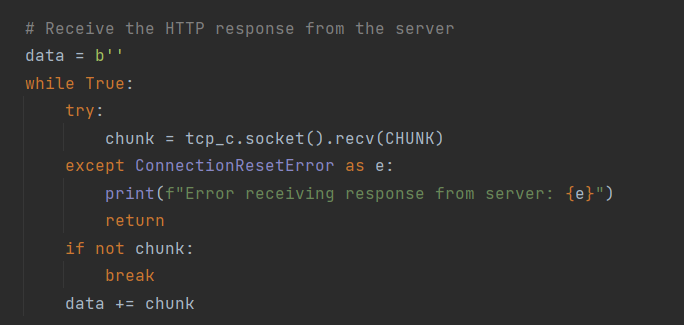 # Receive the HTTP response from the server
data = b''
while True:
    try:
        chunk = tcp_c.socket().recv(CHUNK)
    except ConnectionResetError as e:
        print(f"Error receiving response from server: {e}")
        return
    if not chunk:
        break
    data += chunk